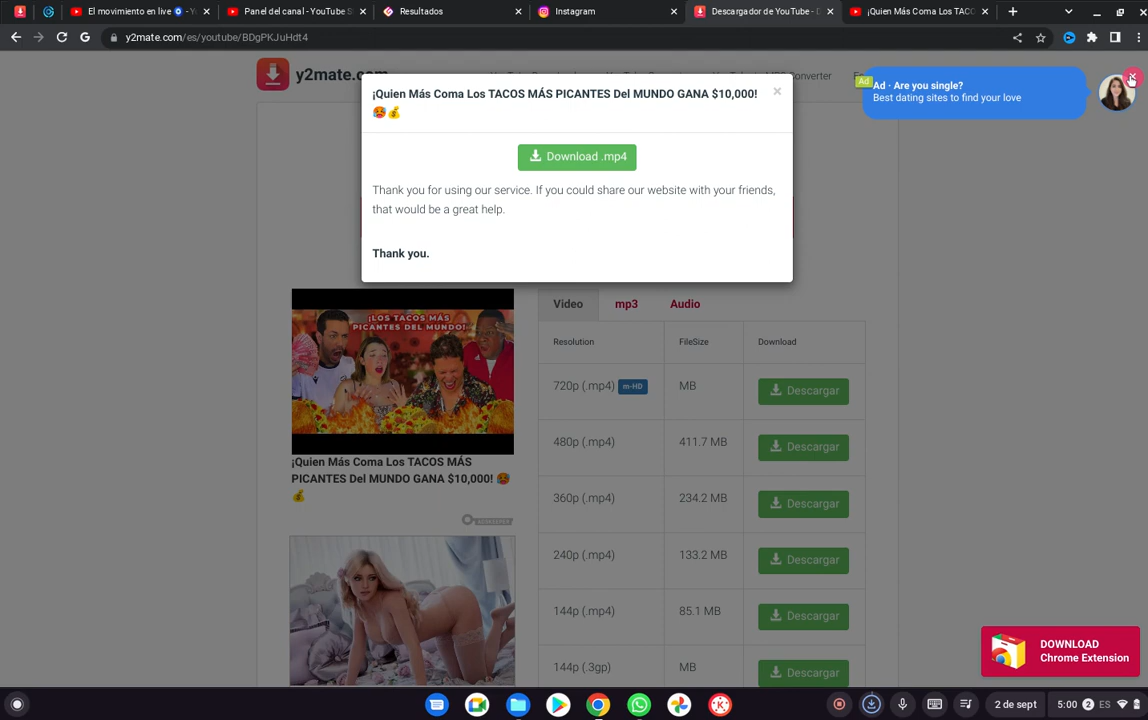 El movimiento en live
Panel del canal - YouTube S
Resultados
Instagram
Descargador de YouTube - D
¡Quien Más Coma Los TACO
y2mate.com/es/youtube/BDgPKJuHdt4
y2mate.com
Converter
¡Quien Más Coma Los TACOS MÁS PICANTES Del MUNDO GANA $10,000!
🥵💰
×
Ad
Ad · Are you single?
Best dating sites to find your love
Download .mp4
Thank you for using our service. If you could share our website with your friends,
that would be a great help.
Thank you.
¡LOS TACOS MÁS
PICANTES DEL MUNDO!
¡Quien Más Coma Los TACOS MÁS
PICANTES Del MUNDO GANA $10,000! 🥵
💰
Video mp3 Audio
Resolution FileSize Download
720p (.mp4) m-HD MB Descargar
480p (.mp4) 411.7 MB Descargar
360p (.mp4) 234.2 MB Descargar
240p (.mp4) 133.2 MB Descargar
144p (.mp4) 85.1 MB Descargar
144p (.3gp) MB Descargar
DOWNLOAD
Chrome Extension
2 de sept 5:00 2 ES